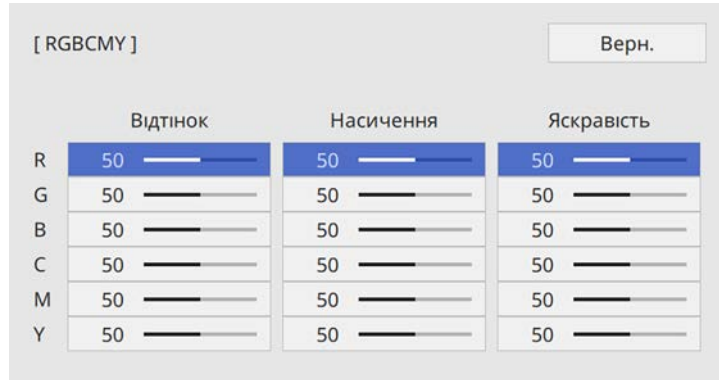 [ RGBCMY ] Верн.
Відтінок Насичення Яскравість
R 50 50 50
G 50 50 50
B 50 50 50
C 50 50 50
M 50 50 50
Y 50 50 50